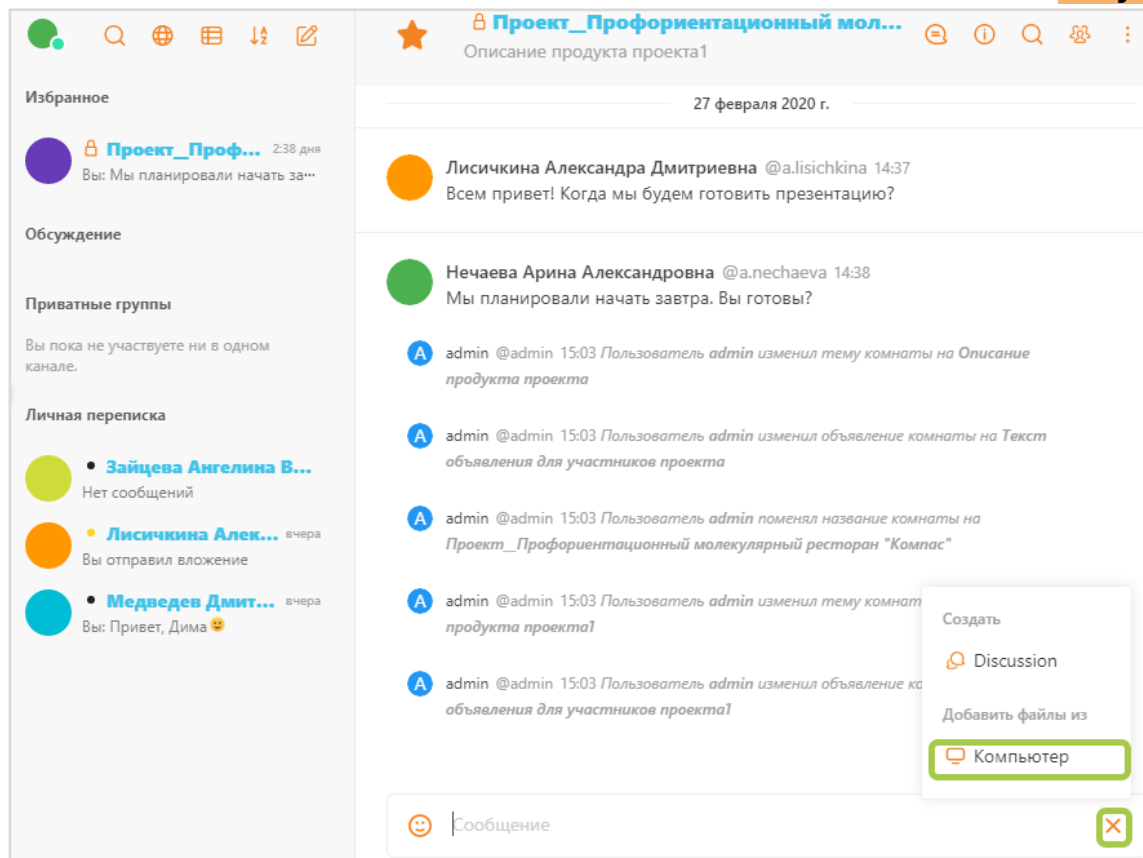 Избранное
Проект__Проф... 2:38 дня
Вы: Мы планировали начать за...
Обсуждение
Приватные группы
Вы пока не участвуете ни в одном
канале.
Личная переписка
Зайцева Ангелина В...
Нет сообщений
Лисичкина Алек... вчера
Вы отправил вложение
Медведев Дмит... вчера
Вы: Привет, Дима
Проект__Профориентационный мол...
Описание продукта проекта1
27 февраля 2020 г.
Лисичкина Александра Дмитриевна @a.lisichkina 14:37
Всем привет! Когда мы будем готовить презентацию?
Нечаева Арина Александровна @a.nechaeva 14:38
Мы планировали начать завтра. Вы готовы?
A admin @admin 15:03 Пользователь admin изменил тему комнаты на Описание
продукта проекта
A admin @admin 15:03 Пользователь admin изменил объявление комнаты на Текст
объявления для участников проекта
A admin @admin 15:03 Пользователь admin поменял название комнаты на
Проект__Профориентационный молекулярный ресторан "Компас"
A admin @admin 15:03 Пользователь admin изменил тему комнат
продукта проекта1
A admin @admin 15:03 Пользователь admin изменил объявление ко
объявления для участников проекта1
Создать
Discussion
Добавить файлы из
Компьютер
Сообщение